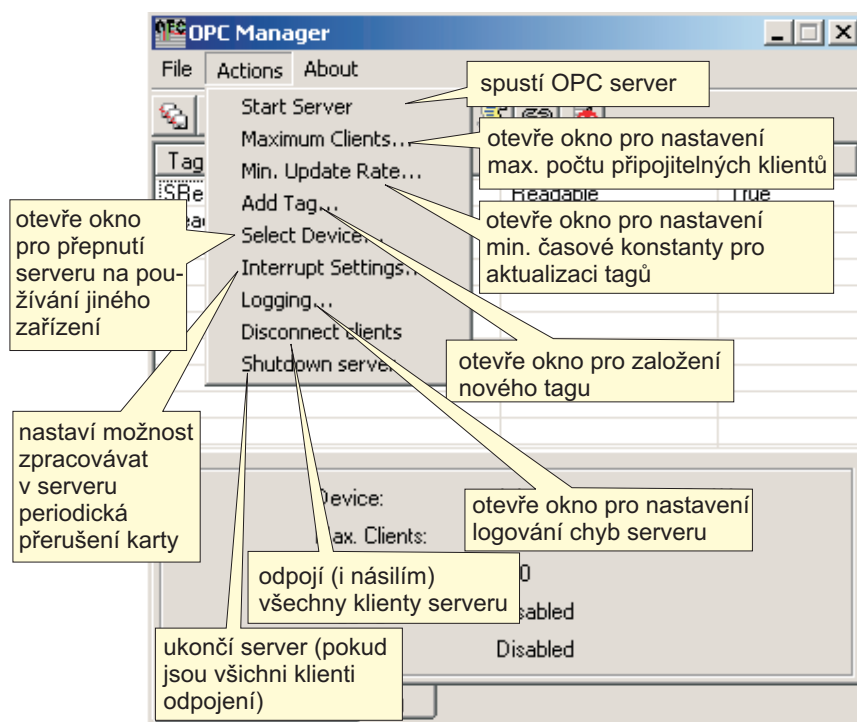 OPC Manager
File Actions About
spustí OPC server
Start Server
Maximum Clients...
otevře okno pro nastavení
max. počtu připojitelných klientů
Tag
Min. Update Rate...
SRe
Readable
True
Add Tag...
otevře okno
pro přepnutí
serveru na pou-
žívání jiného
zařízení
otevře okno pro nastavení
min. časové konstanty pro
aktualizaci tagů
Select Device...
Interrupt Settings...
Logging...
Disconnect clients
Shutdown server
otevře okno pro založení
nového tagu
nastaví možnost
zpracovávat
v serveru
periodická
přerušení karty
Device:
otevře okno pro nastavení
logování chyb serveru
Max. Clients:
odpojí (i násilím)
všechny klienty serveru
0
sabled
ukončí server (pokud
jsou všichni klienti
odpojení)
Disabled